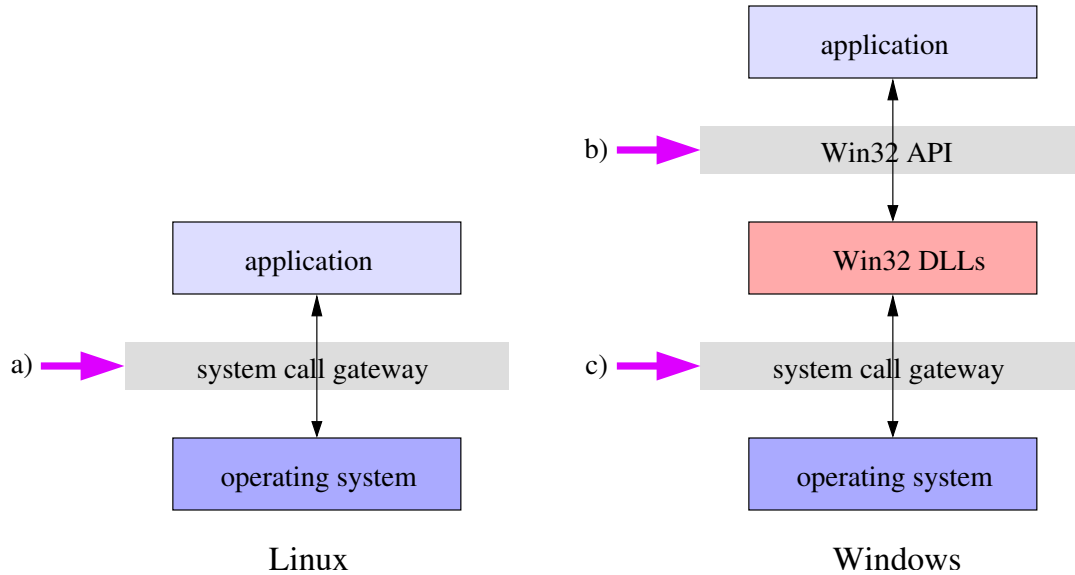 application
system call gateway
a)
operating system
Linux
application
b)
Win32 API
Win32 DLLs
c)
system call gateway
operating system
Windows